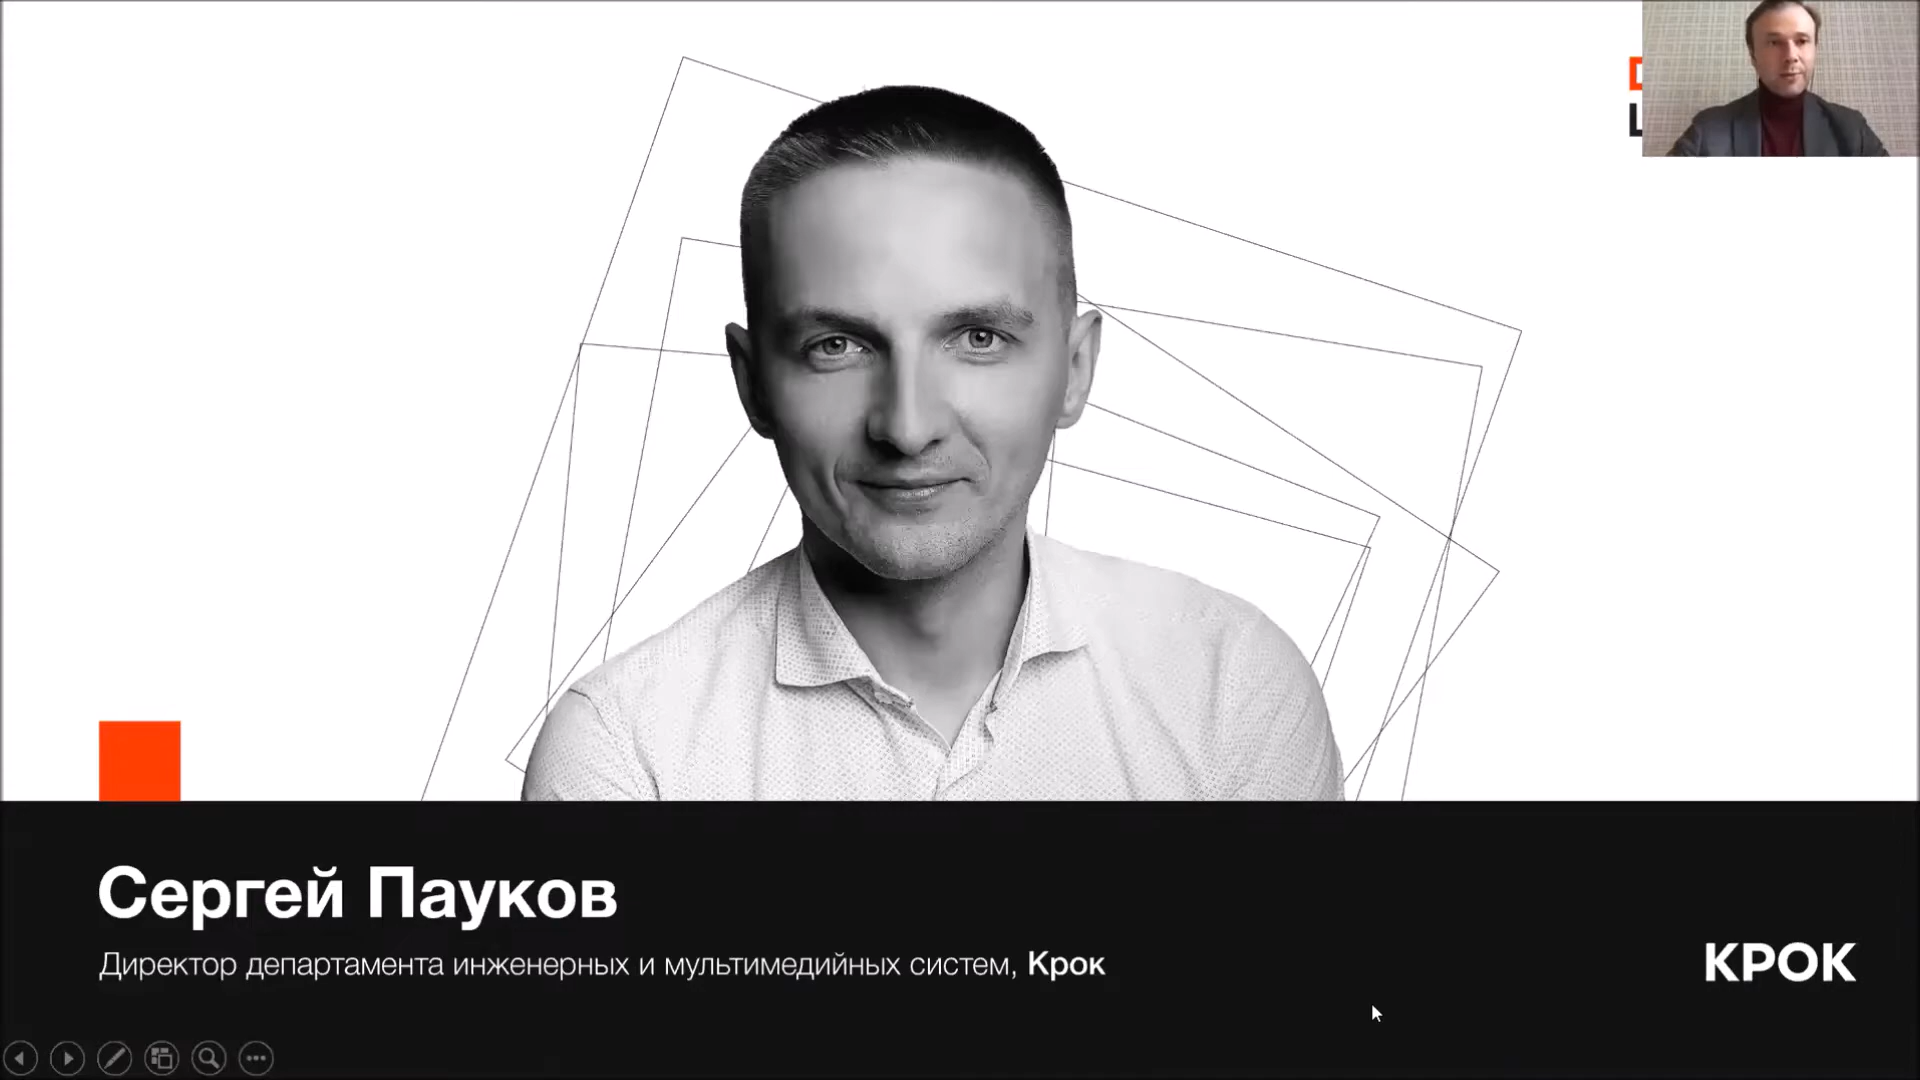 Сергей Пауков
Директор департамента инженерных и мультимедийных систем, Крок
КРОК